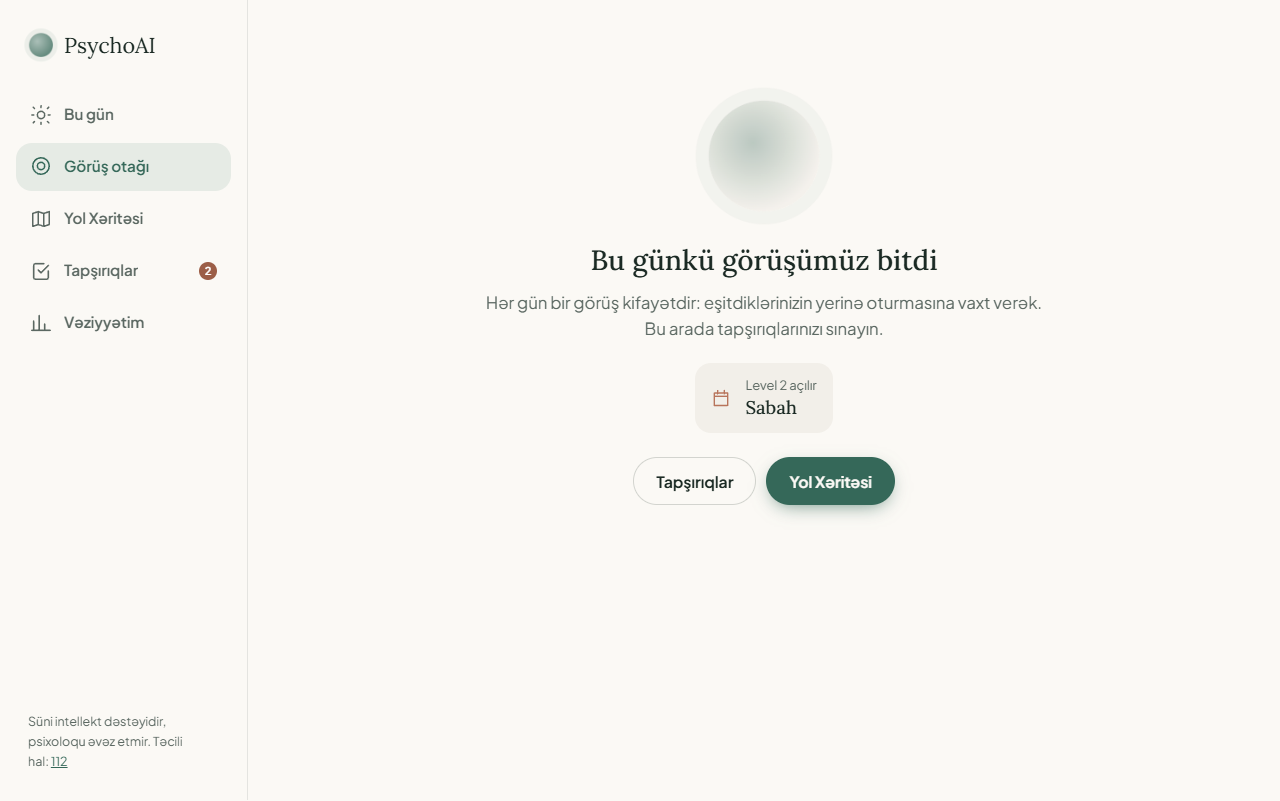 PsychoAI
Bu gün
Görüş otağı
Yol Xəritəsi
Tapşırıqlar
2
Vəziyyətim
Süni intellekt dəstəyidir,
psixoloqu əvəz etmir. Təcili
hal: 112
Bu günkü görüşümüz bitdi
Hər gün bir görüş kifayətdir: eşitdiklərinizin yerinə oturmasına vaxt verək.
Bu arada tapşırıqlarınızı sınayın.
Level 2 açılır
Sabah
Tapşırıqlar
Yol Xəritəsi